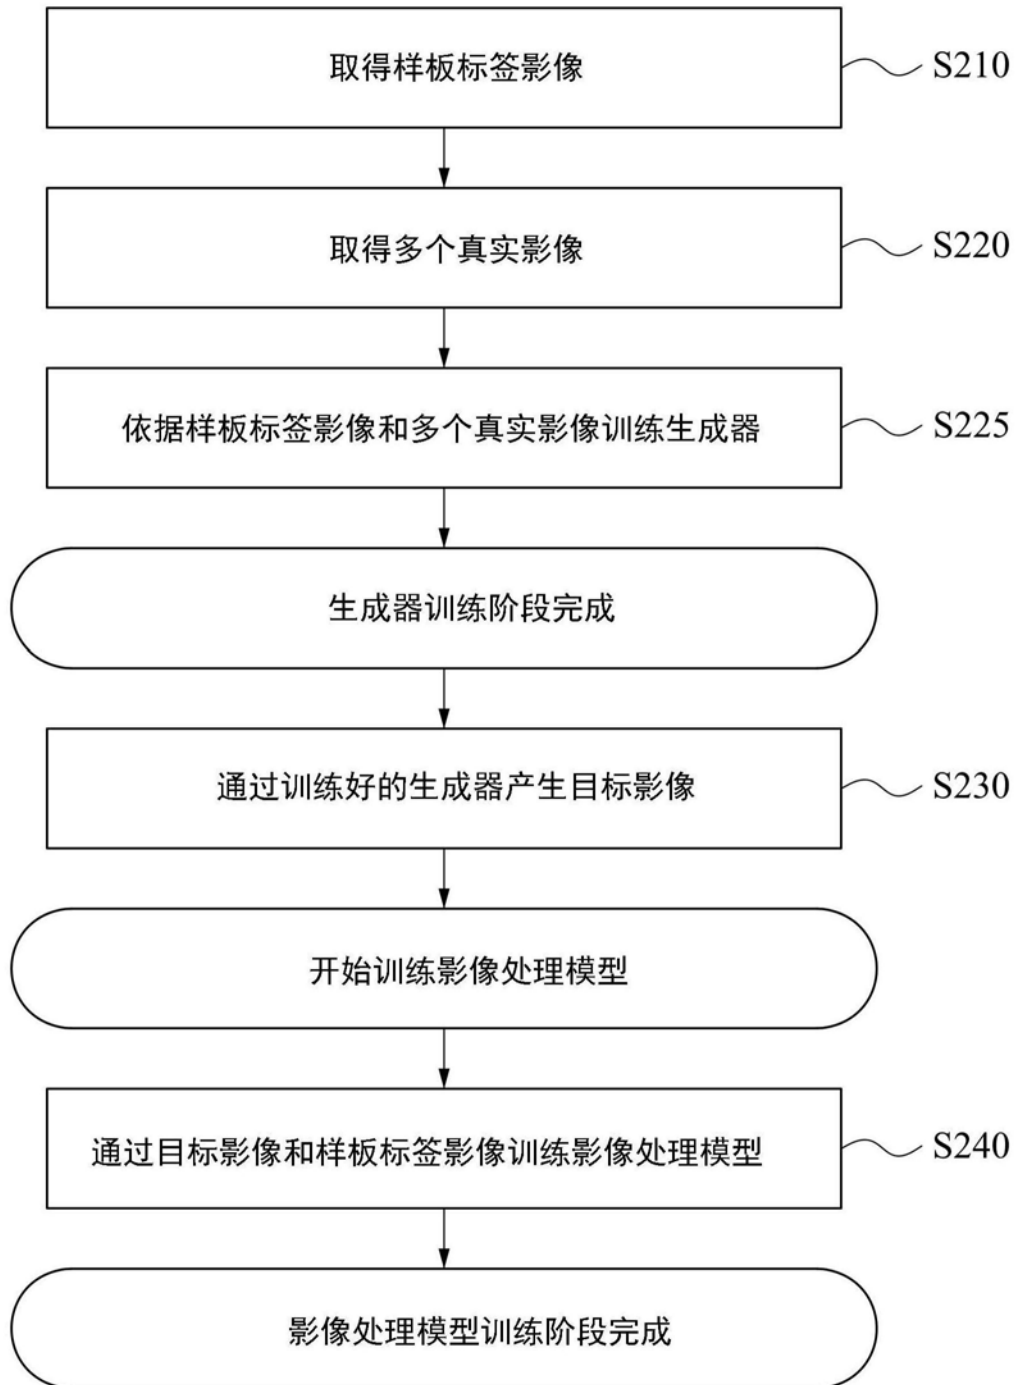 取得样板标签影像 S210
取得多个真实影像 S220
依据样板标签影像和多个真实影像训练生成器 S225
生成器训练阶段完成
通过训练好的生成器产生目标影像 S230
开始训练影像处理模型
通过目标影像和样板标签影像训练影像处理模型 S240
影像处理模型训练阶段完成